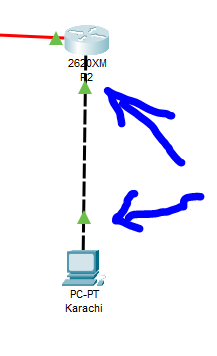 2620XM
R2
PC-PT
Karachi